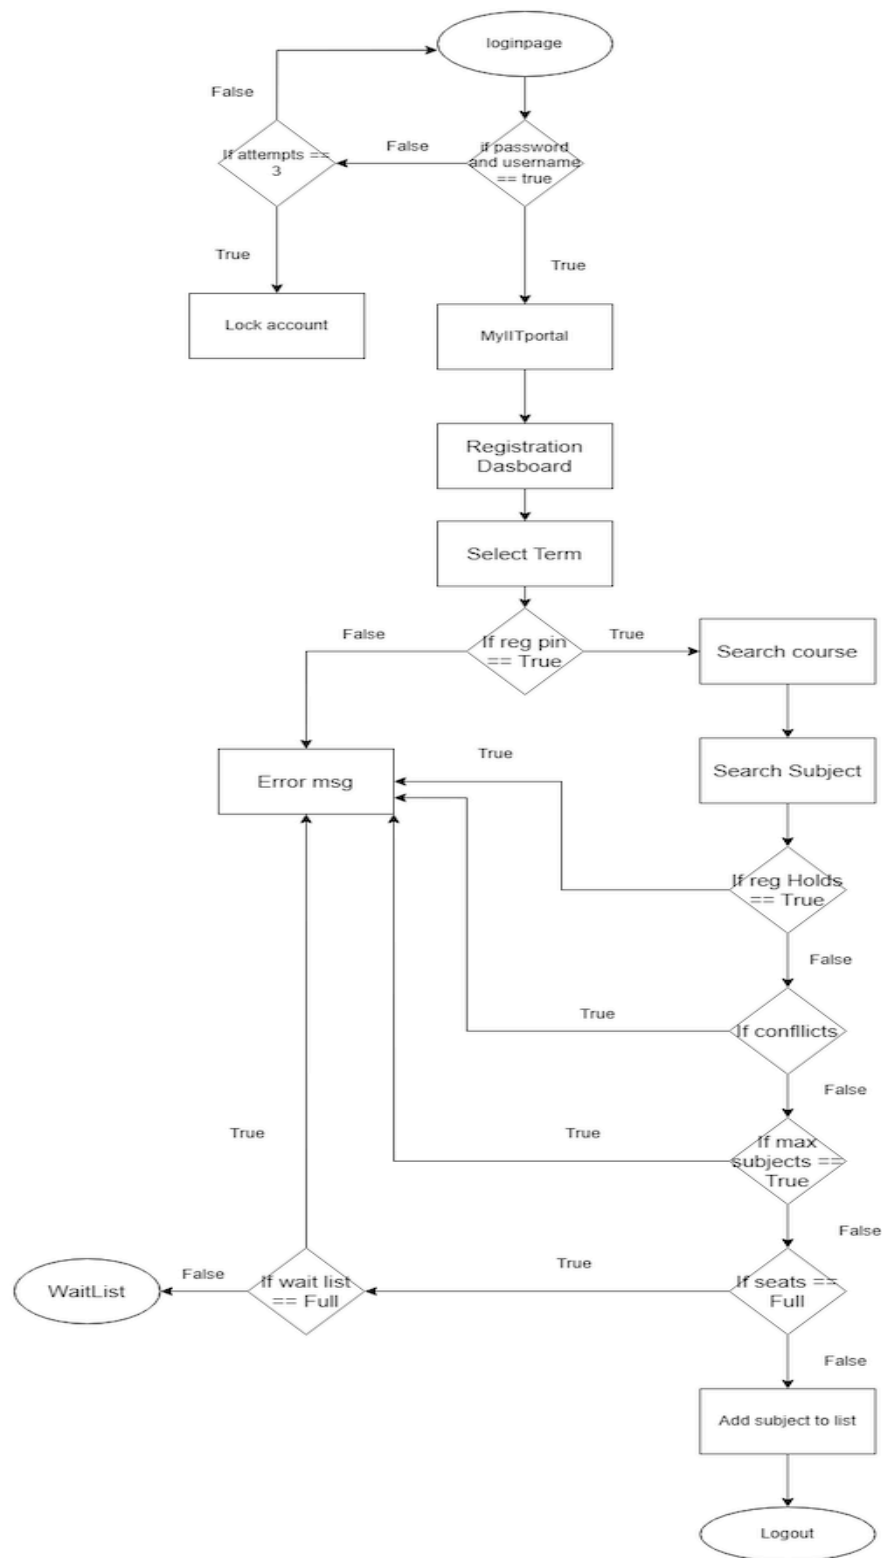 loginpage
False
If attempts ==
3
False
if password
and username
== true
True
True
Lock account
MyIITportal
Registration
Dasboard
Select Term
False
If reg pin
== True
True
Search course
Error msg
True
Search Subject
If reg Holds
== True
False
True
If confllicts
False
True
True
If max
subjects ==
True
False
WaitList
False
If wait list
== Full
True
If seats ==
Full
False
Add subject to list
Logout